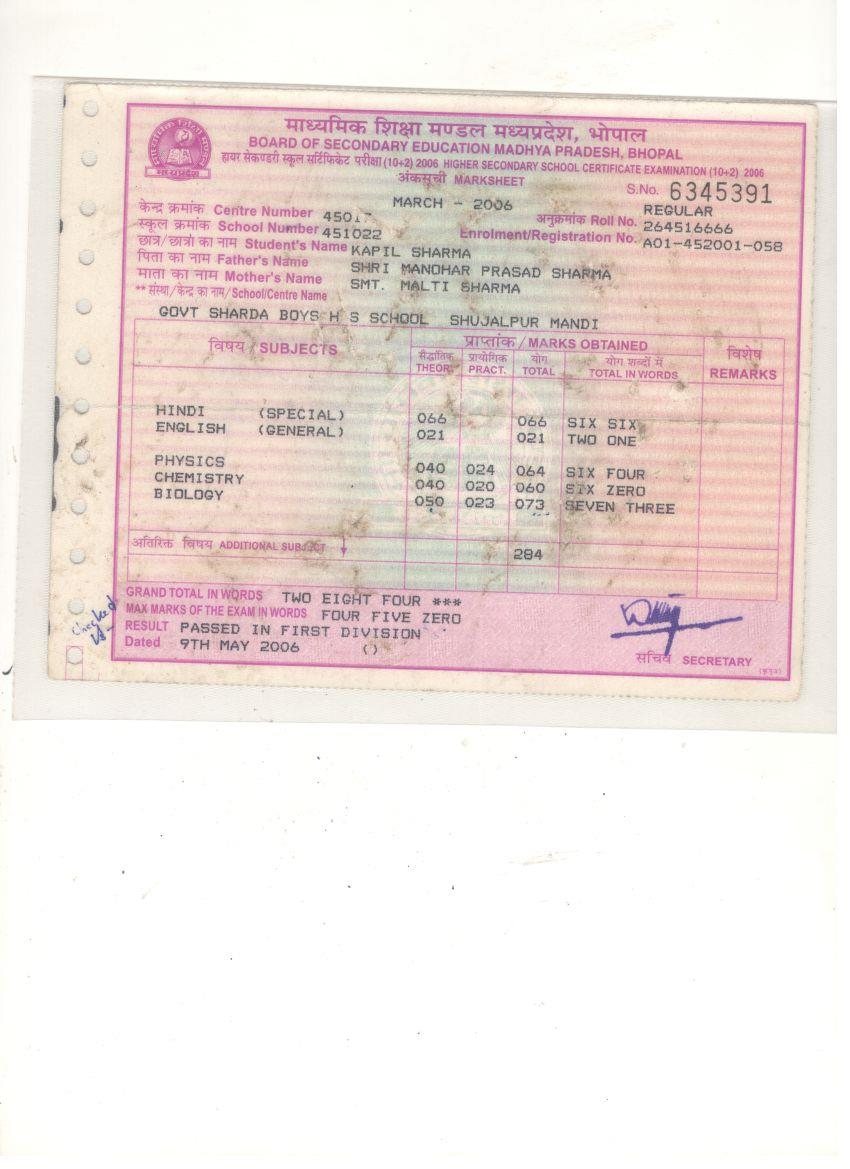 माध्यमिक शिक्षा मण्डल मध्यप्रदेश, भोपाल
BOARD OF SECONDARY EDUCATION MADHYA PRADESH, BHOPAL
हायर सेकण्डरी स्कूल सर्टिफिकेट परीक्षा (10+2) 2006 HIGHER SECONDARY SCHOOL CERTIFICATE EXAMINATION (10+2) 2006
अंकसूची MARKSHEET
मध्यप्रदेश
S.No. 6345391
MARCH - 2006 REGULAR
केन्द्र क्रमांक Centre Number अनुक्रमांक Roll No. 264516666
स्कूल क्रमांक School Number 451022 Enrolment/Registration No. A01-452001-058
छात्र/छात्रा का नाम Student's Name KAPIL SHARMA
पिता का नाम Father's Name SHRI MANOHAR PRASAD SHARMA
माता का नाम Mother's Name SMT. MALTI SHARMA
** संस्था/केन्द्र का नाम/School/Centre Name
GOVT SHARDA BOYS H S SCHOOL SHUJALPUR MANDI
विषय/SUBJECTS प्राप्तांक/MARKS OBTAINED विशेष REMARKS
सैद्धांतिक THEOR. प्रायोगिक PRACT. योग TOTAL योग शब्दों में TOTAL IN WORDS
HINDI (SPECIAL) 066 066 SIX SIX
ENGLISH (GENERAL) 021 021 TWO ONE
PHYSICS 040 024 064 SIX FOUR
CHEMISTRY 040 020 060 SIX ZERO
BIOLOGY 050 023 073 SEVEN THREE
अतिरिक्त विषय ADDITIONAL SUBJECT 284
GRAND TOTAL IN WORDS TWO EIGHT FOUR ***
MAX MARKS OF THE EXAM IN WORDS FOUR FIVE ZERO
RESULT PASSED IN FIRST DIVISION
Dated 9TH MAY 2006 ()
सचिव SECRETARY
Checked